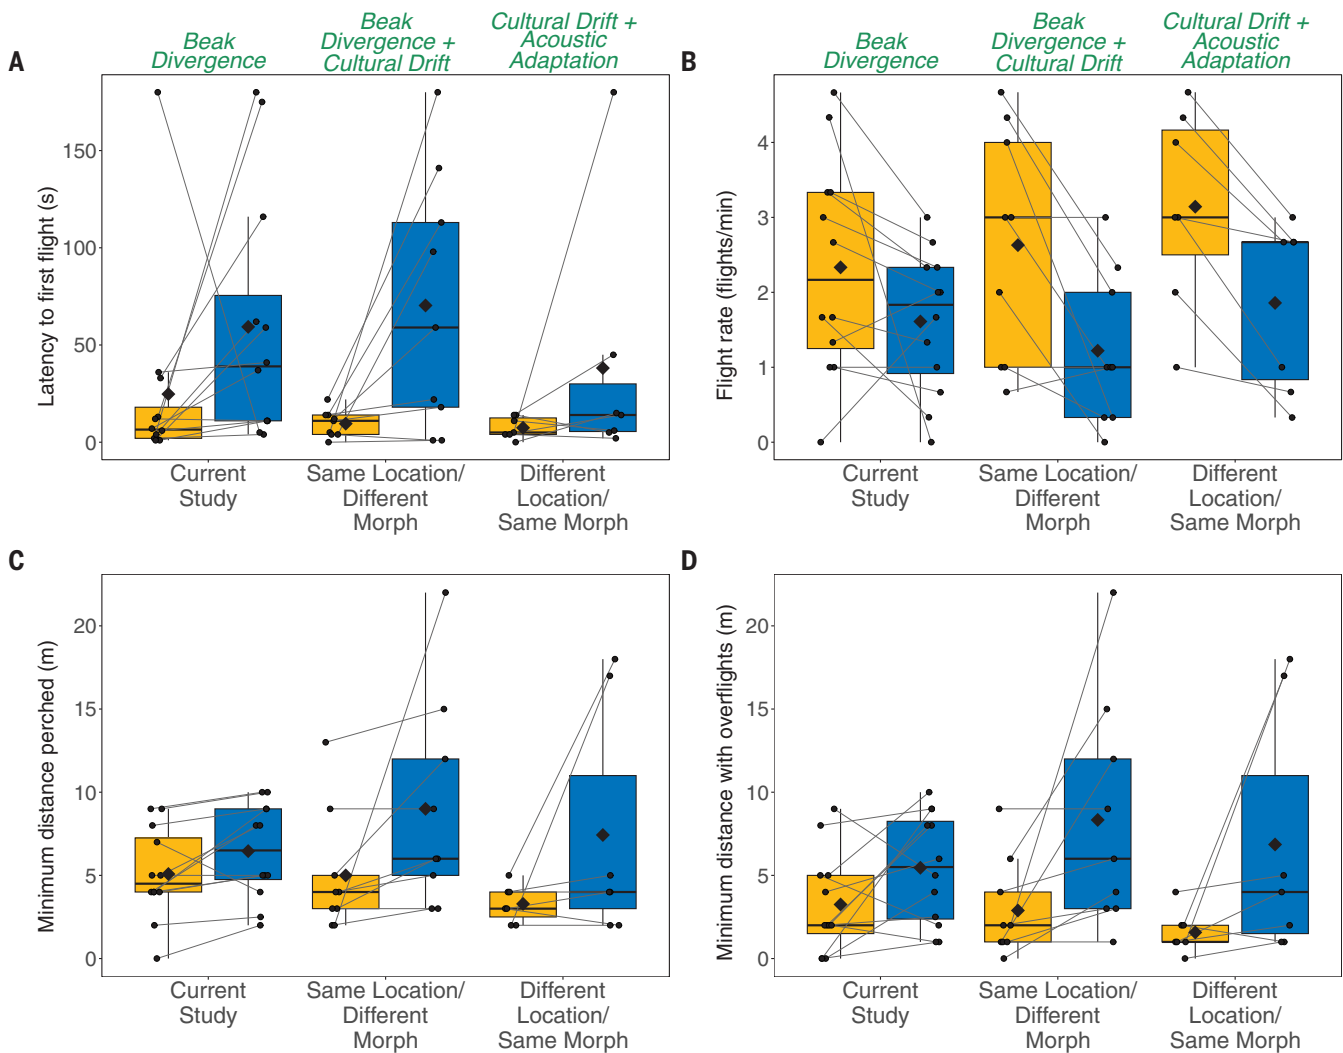 A
Beak
Divergence
Beak
Divergence +
Cultural Drift
Cultural Drift +
Acoustic
Adaptation
Latency to first flight (s)
150
100
50
0
Current
Study
Same Location/
Different
Morph
Different
Location/
Same Morph
B
Beak
Divergence
Beak
Divergence +
Cultural Drift
Cultural Drift +
Acoustic
Adaptation
Flight rate (flights/min)
4
3
2
1
0
Current
Study
Same Location/
Different
Morph
Different
Location/
Same Morph
C
Minimum distance perched (m)
20
15
10
5
0
Current
Study
Same Location/
Different
Morph
Different
Location/
Same Morph
D
Minimum distance with overflights (m)
20
15
10
5
0
Current
Study
Same Location/
Different
Morph
Different
Location/
Same Morph